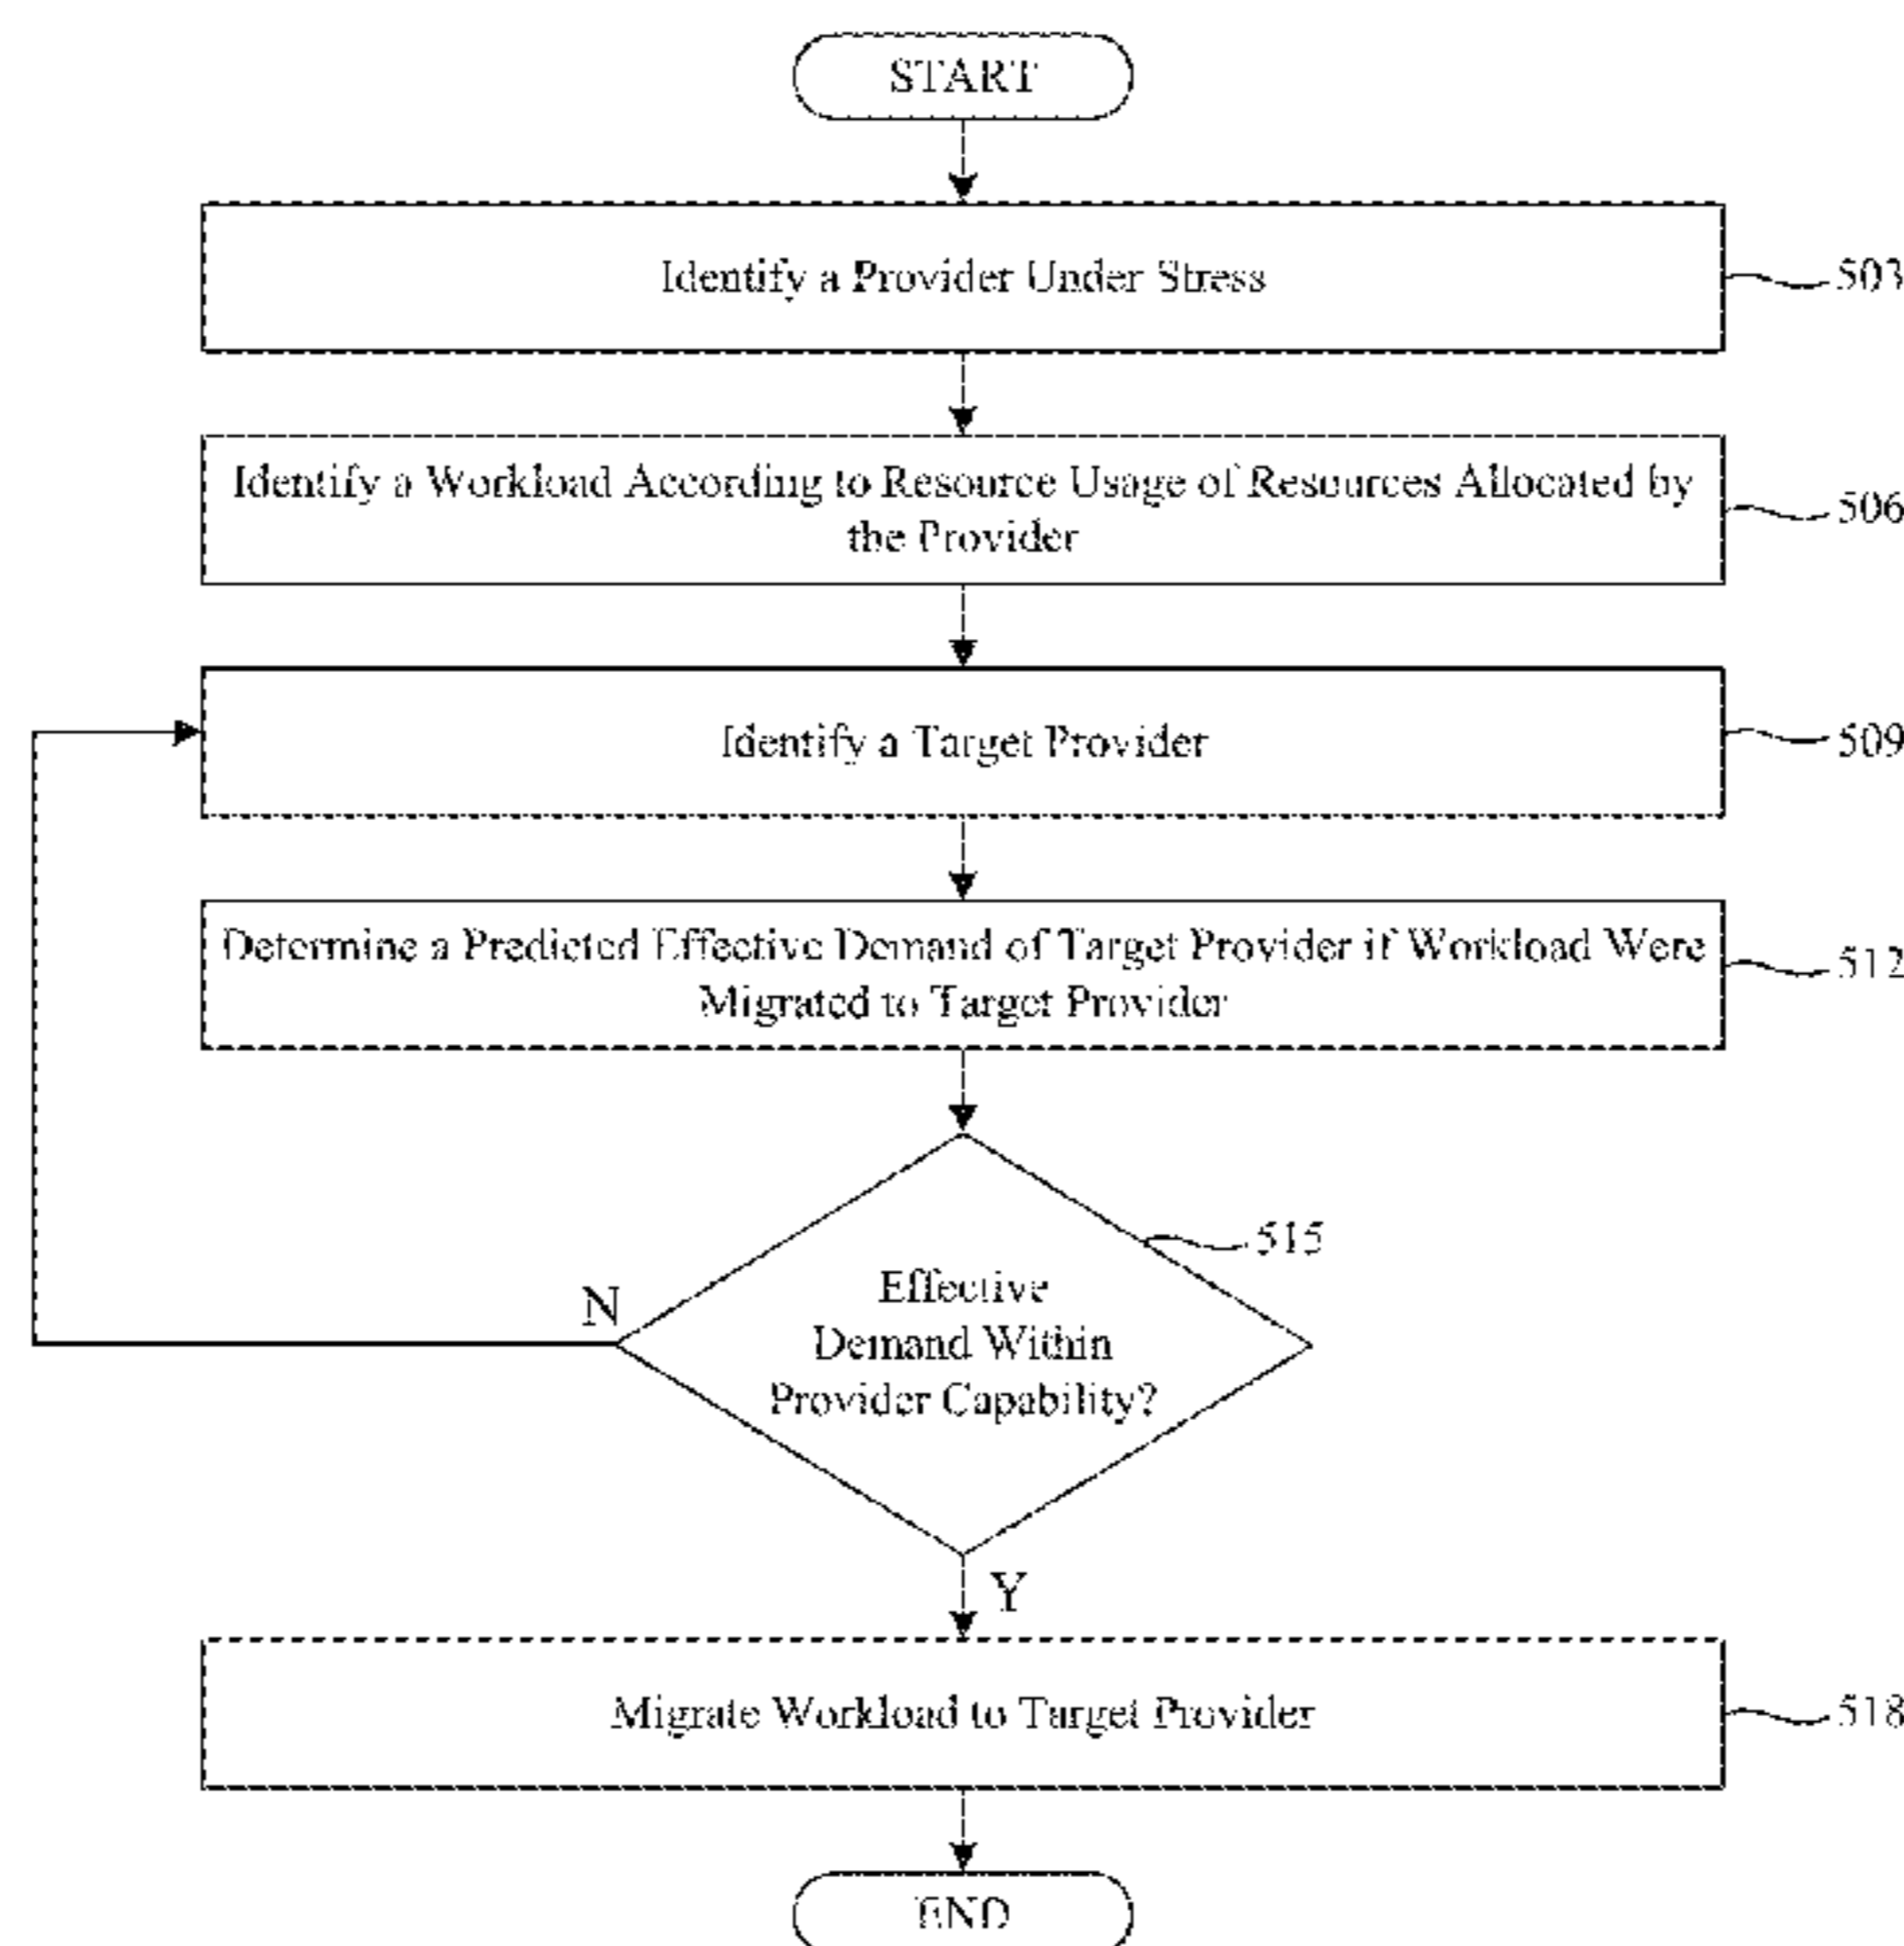 START
Identify a Provider Under Stress
503
Identify a Workload According to Resource Usage of Resources Allocated by
the Provider
506
Identify a Target Provider
509
Determine a Predicted Effective Demand of Target Provider if Workload Were
Migrated to Target Provider
512
515
Effective
Demand Within
Provider Capability?
N
Y
Migrate Workload to Target Provider
518
END